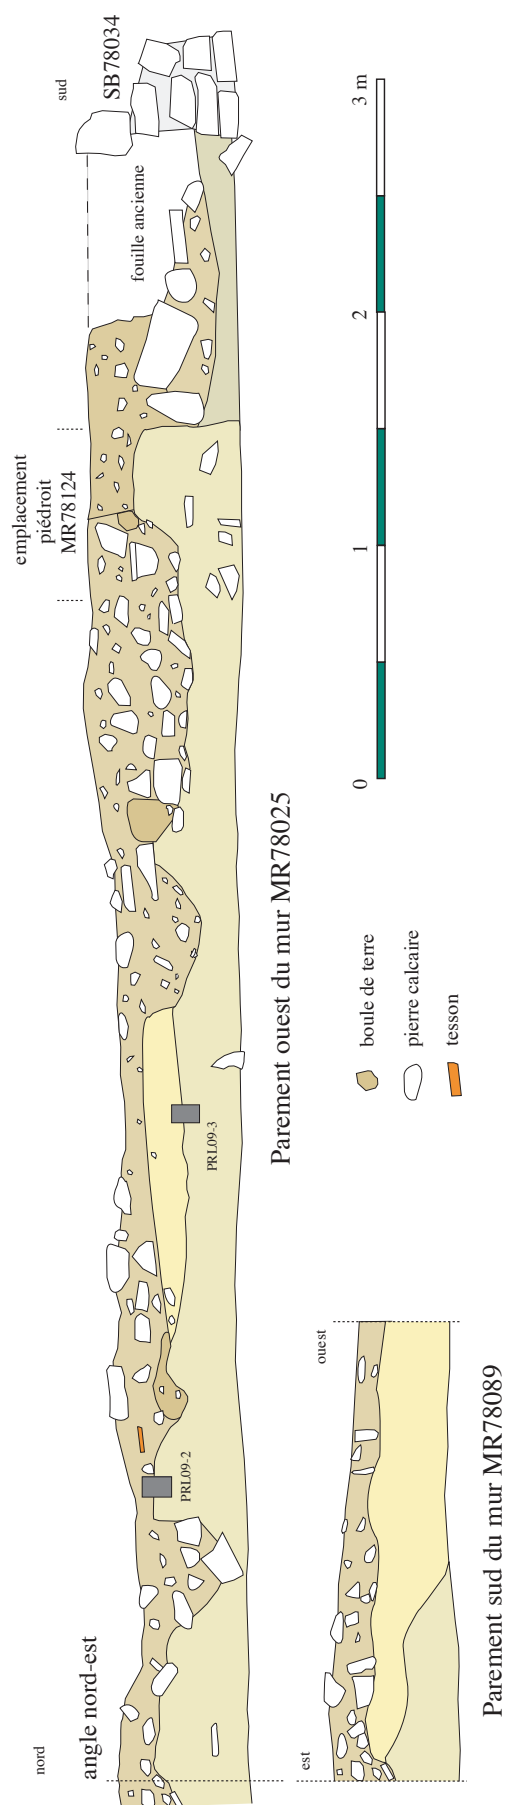 nord
angle nord-est
emplacement
piédroit
MR78124
sud
SB78034
fouille ancienne
PRL09-2
PRL09-3
Parement ouest du mur MR78025
0
1
2
3 m
boule de terre
pierre calcaire
tesson
est
ouest
Parement sud du mur MR78089